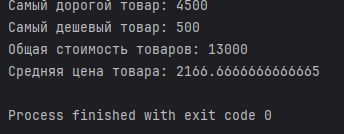 Самый дорогой товар: 4500
Самый дешевый товар: 500
Общая стоимость товаров: 13000
Средняя цена товара: 2166.6666666666665
Process finished with exit code 0